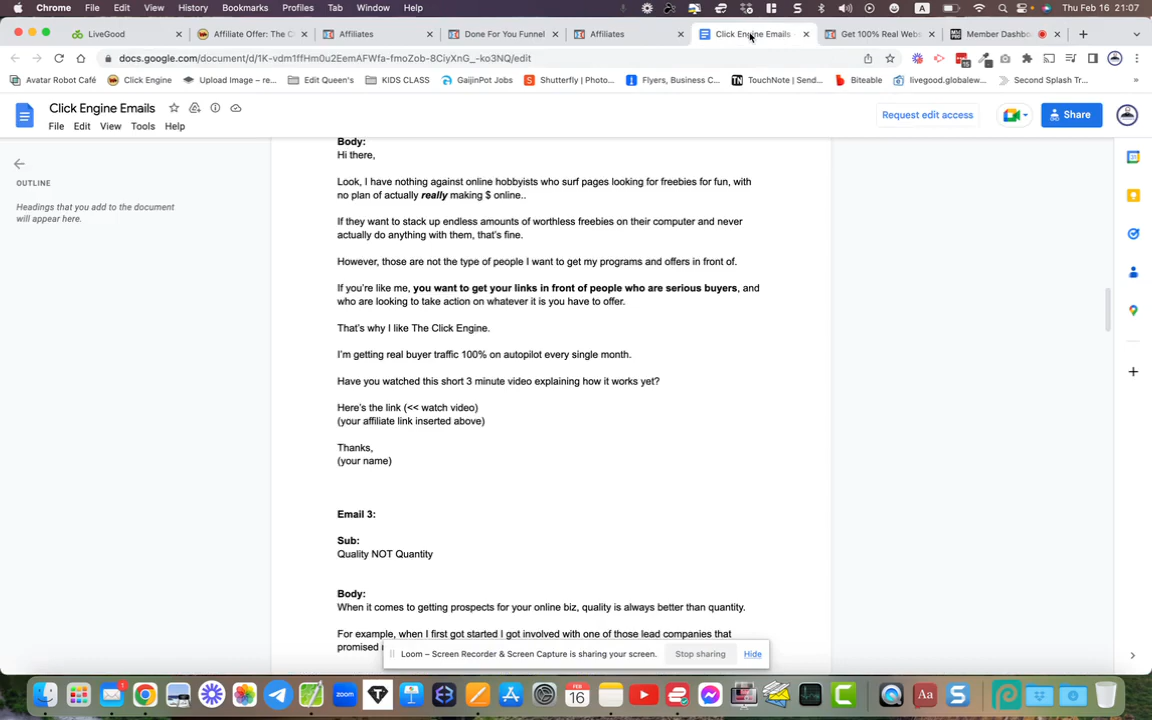 Chrome File Edit View History Bookmarks Profiles Tab Window Help A Thu Feb 16 21:07
LiveGood Affiliate Offer: The C Affiliates Done For You Funnel Affiliates Click Engine Emails Get 100% Real Webs Member Dashbo
docs.google.com/document/d/1K-vdm1ffHm0u2EemAFWfa-fmoZob-8CiyXnG_-ko3NQ/edit
Avatar Robot Café Click Engine Upload Image – re... Edit Queen's KIDS CLASS GaijinPot Jobs Shutterfly | Photo... Flyers, Business C... TouchNote | Send... Biteable livegood.globalew... Second Splash Tr... »
Click Engine Emails
Request edit access
Share
File Edit View Tools Help
OUTLINE
Headings that you add to the document
will appear here.
Body:
Hi there,
Look, I have nothing against online hobbyists who surf pages looking for freebies for fun, with
no plan of actually really making $ online..
If they want to stack up endless amounts of worthless freebies on their computer and never
actually do anything with them, that's fine.
However, those are not the type of people I want to get my programs and offers in front of.
If you're like me, you want to get your links in front of people who are serious buyers, and
who are looking to take action on whatever it is you have to offer.
That's why I like The Click Engine.
I'm getting real buyer traffic 100% on autopilot every single month.
Have you watched this short 3 minute video explaining how it works yet?
Here's the link (<< watch video)
(your affiliate link inserted above)
Thanks,
(your name)
Email 3:
Sub:
Quality NOT Quantity
Body:
When it comes to getting prospects for your online biz, quality is always better than quantity.
For example, when I first got started I got involved with one of those lead companies that
promised
Loom – Screen Recorder & Screen Capture is sharing your screen. Stop sharing Hide
zoom
FEB
16
Aa